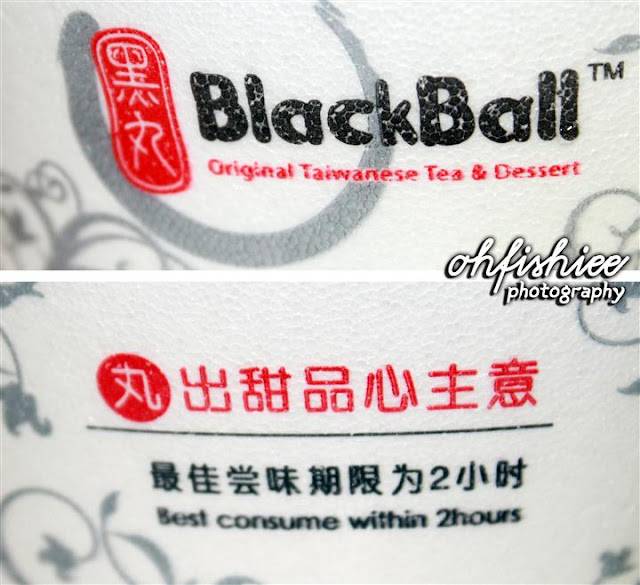 黑丸
BlackBall™
Original Taiwanese Tea & Dessert
ohfishiee
photography
丸出甜品心主意
最佳尝味期限为2小时
Best consume within 2hours